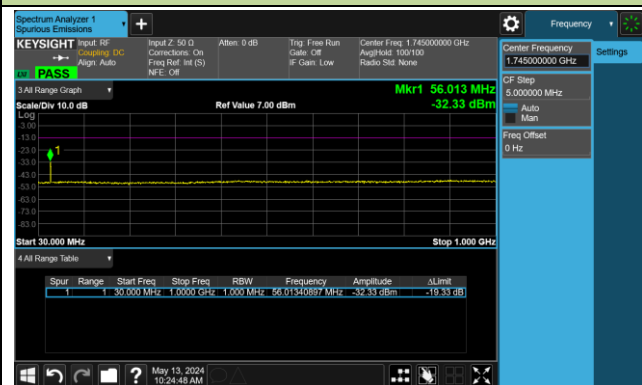 Spectrum Analyzer 1
Spurious Emissions
Frequency
KEYSIGHT
Input: RF
Coupling: DC
Align: Auto
Input Z: 50 Ω
Corrections: On
Freq Ref: Int (S)
NFE: Off
Atten: 0 dB
Trig: Free Run
Gate: Off
IF Gain: Low
Center Freq: 1.745000000 GHz
Avg|Hold: 100/100
Radio Std: None
PASS
Center Frequency
1.745000000 GHz
Settings
CF Step
5.000000 MHz
Auto
Man
Freq Offset
0 Hz
3 All Range Graph
Mkr1 56.013 MHz
Scale/Div 10.0 dB
Ref Value 7.00 dBm
-32.33 dBm
Log
-3.00
-13.0
-23.0
1
-33.0
-43.0
-53.0
-63.0
-73.0
-83.0
Start 30.000 MHz
Stop 1.000 GHz
4 All Range Table
Spur Range Start Freq Stop Freq RBW Frequency Amplitude ΔLimit
1 1 30.000 MHz 1.0000 GHz 1.000 MHz 56.01340897 MHz -32.33 dBm -19.33 dB
?
May 13, 2024
10:24:48 AM